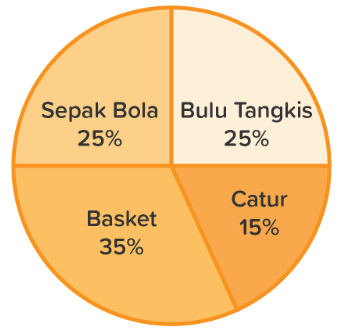 Sepak Bola
25%
Bulu Tangkis
25%
Catur
15%
Basket
35%